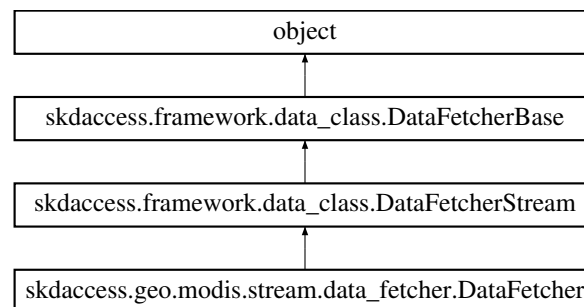 object
skdaccess.framework.data_class.DataFetcherBase
skdaccess.framework.data_class.DataFetcherStream
skdaccess.geo.modis.stream.data_fetcher.DataFetcher